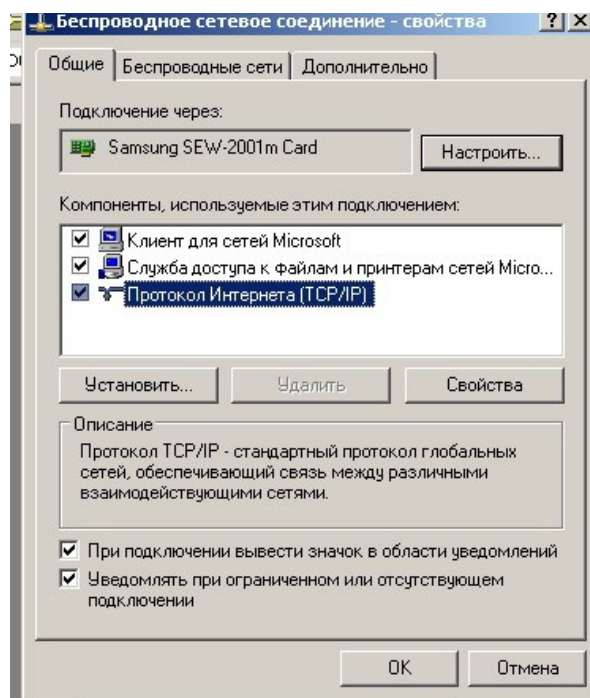 Беспроводное сетевое соединение - свойства
Общие Беспроводные сети Дополнительно
Подключение через:
Samsung SEW-2001m Card Настроить...
Компоненты, используемые этим подключением:
Клиент для сетей Microsoft
Служба доступа к файлам и принтерам сетей Micro...
Протокол Интернета (TCP/IP)
Установить... Удалить Свойства
Описание
Протокол TCP/IP - стандартный протокол глобальных
сетей, обеспечивающий связь между различными
взаимодействующими сетями.
При подключении вывести значок в области уведомлений
Уведомлять при ограниченном или отсутствующем
подключении
OK Отмена